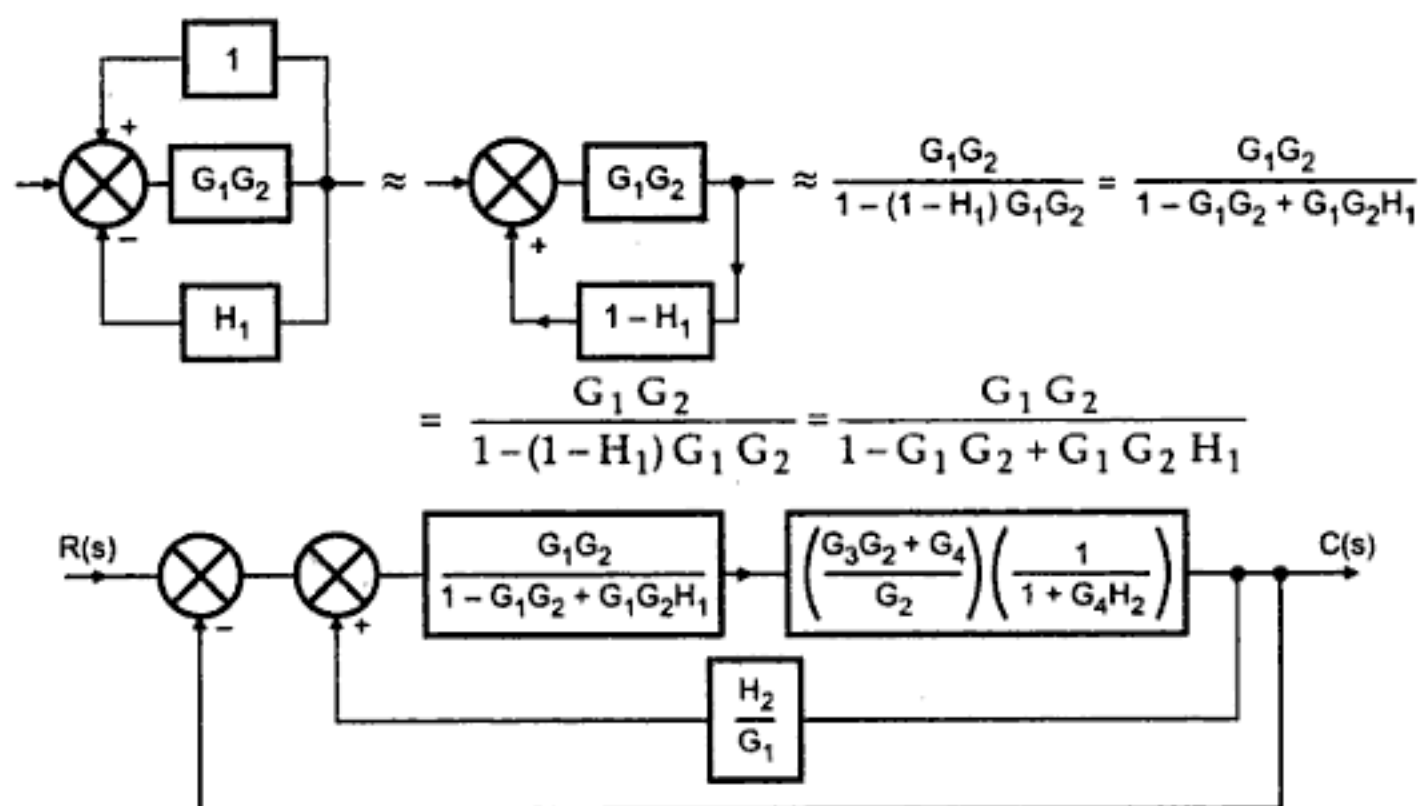 1
+
G₁G₂ ≈ G₁G₂ ≈ G₁G₂ / (1 – (1 – H₁) G₁G₂) = G₁G₂ / (1 – G₁G₂ + G₁G₂H₁)
– +
H₁ 1 – H₁
= G₁ G₂ / (1–(1–H₁) G₁ G₂) = G₁ G₂ / (1–G₁ G₂ + G₁ G₂ H₁)
R(s) G₁G₂ / (1 – G₁G₂ + G₁G₂H₁) ((G₃G₂ + G₄) / G₂) (1 / (1 + G₄H₂)) C(s)
– +
H₂ / G₁